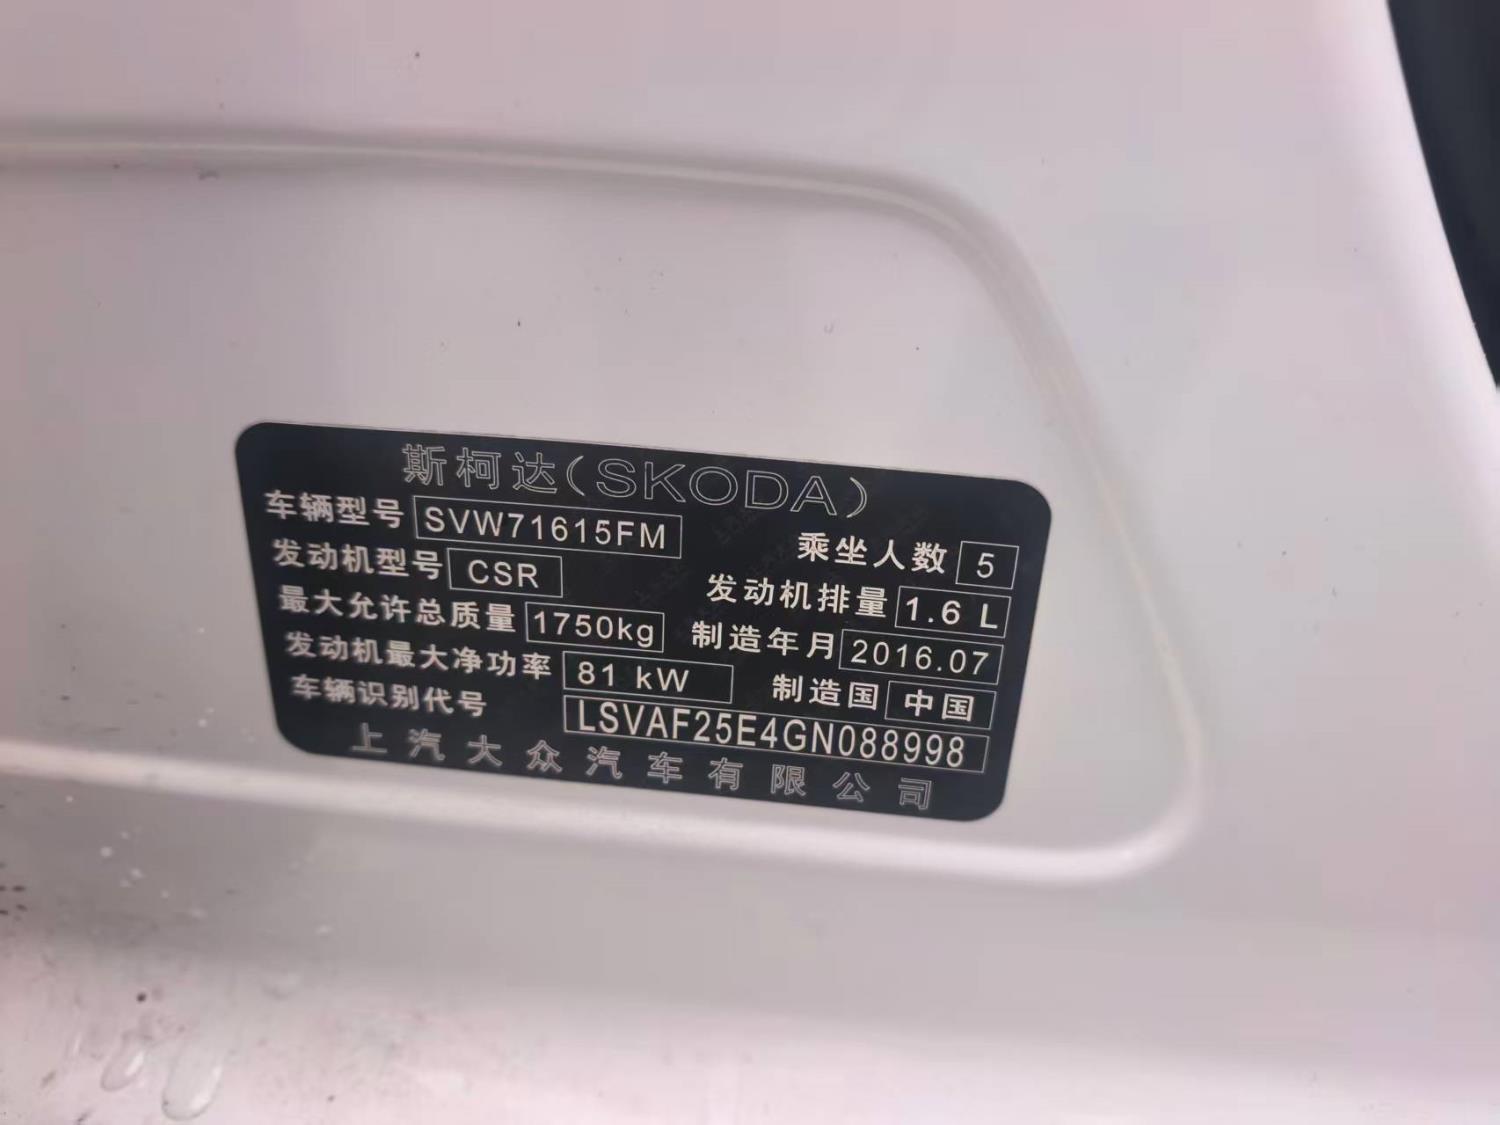 斯柯达(SKODA)
车辆型号 SVW71615FM 乘坐人数 5
发动机型号 CSR 发动机排量 1.6 L
最大允许总质量 1750kg 制造年月 2016.07
发动机最大净功率 81 kW 制造国 中国
车辆识别代号 LSVAF25E4GN088998
上汽大众汽车有限公司